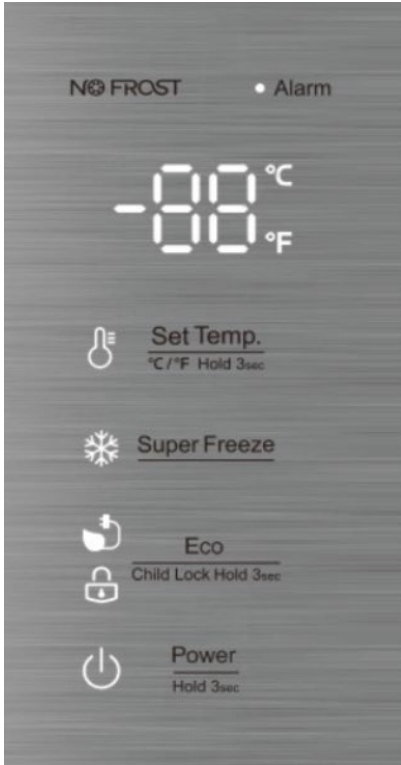 NO FROST
Alarm
-88 °C
°F
Set Temp.
°C/°F Hold 3sec
Super Freeze
Eco
Child Lock Hold 3sec
Power
Hold 3sec